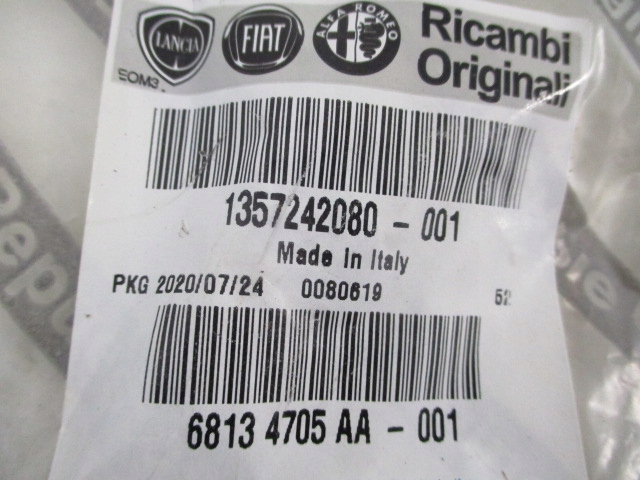 LANCIA FIAT ALFA ROMEO Ricambi
Originali
EOM3.
1357242080 - 001
Made in Italy
PKG 2020/07/24 0080619 52
6813 4705 AA - 001